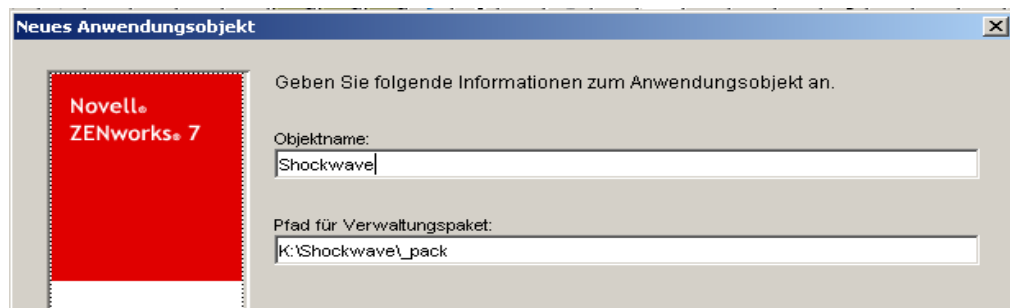 Neues Anwendungsobjekt
Geben Sie folgende Informationen zum Anwendungsobjekt an.
Novell®
ZENworks® 7
Objektname:
Shockwave
Pfad für Verwaltungspaket:
K:\Shockwave\_pack